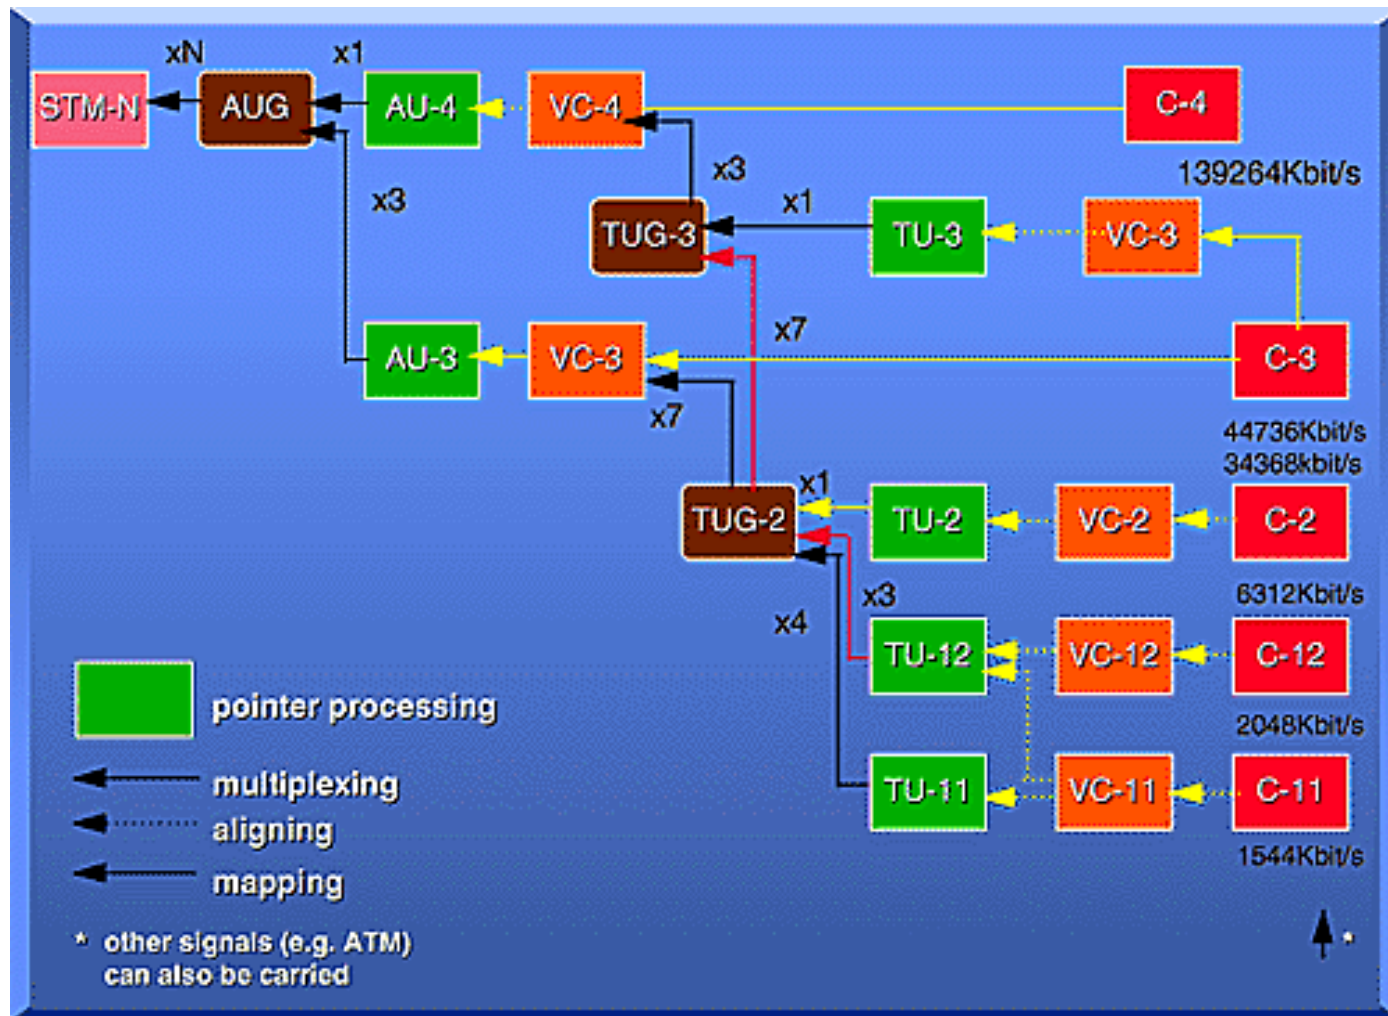 xN
x1
STM-N
AUG
AU-4
VC-4
C-4
x3
139264Kbit/s
x3
x1
TUG-3
TU-3
VC-3
x7
AU-3
VC-3
C-3
x7
44736Kbit/s
34368kbit/s
x1
TUG-2
TU-2
VC-2
C-2
x3
6312Kbit/s
x4
TU-12
VC-12
C-12
pointer processing
2048Kbit/s
TU-11
VC-11
C-11
multiplexing
aligning
1544Kbit/s
mapping
* other signals (e.g. ATM)
can also be carried
*